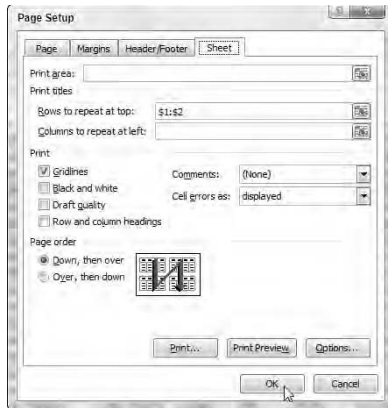 Page Setup
Page Margins Header/Footer Sheet
Print area:
Print titles
Rows to repeat at top: $1:$2
Columns to repeat at left:
Print
Gridlines Comments: (None)
Black and white Cell errors as: displayed
Draft quality
Row and column headings
Page order
Down, then over
Over, then down
Print... Print Preview Options...
OK Cancel